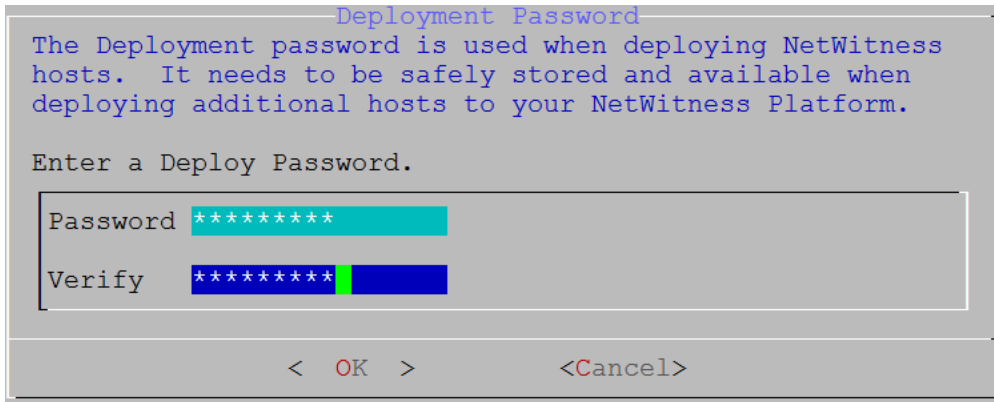 Deployment Password
The Deployment password is used when deploying NetWitness
hosts.  It needs to be safely stored and available when
deploying additional hosts to your NetWitness Platform.
Enter a Deploy Password.
Password *********
Verify *********
<  OK  > <Cancel>